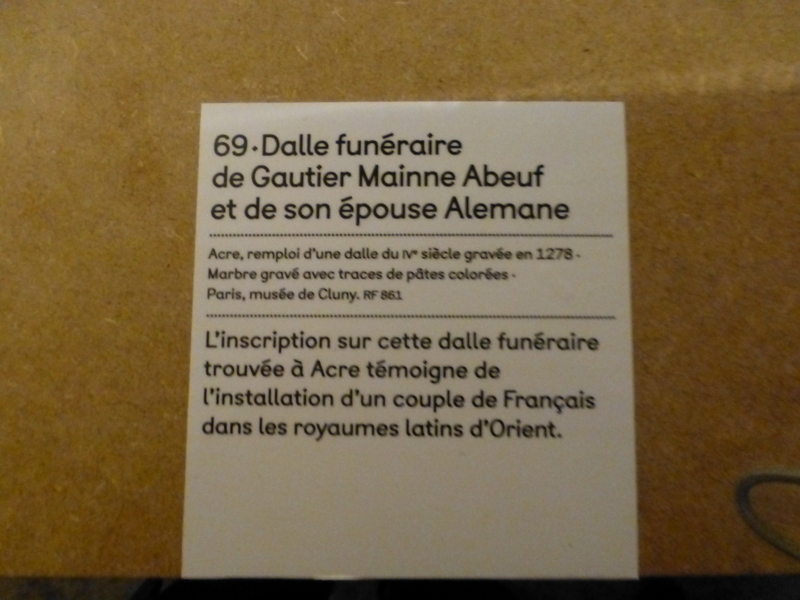 69·Dalle funéraire
de Gautier Mainne Abeuf
et de son épouse Alemane
Acre, remploi d'une dalle du IVe siècle gravée en 1278 -
Marbre gravé avec traces de pâtes colorées -
Paris, musée de Cluny. RF 861
L'inscription sur cette dalle funéraire
trouvée à Acre témoigne de
l'installation d'un couple de Français
dans les royaumes latins d'Orient.